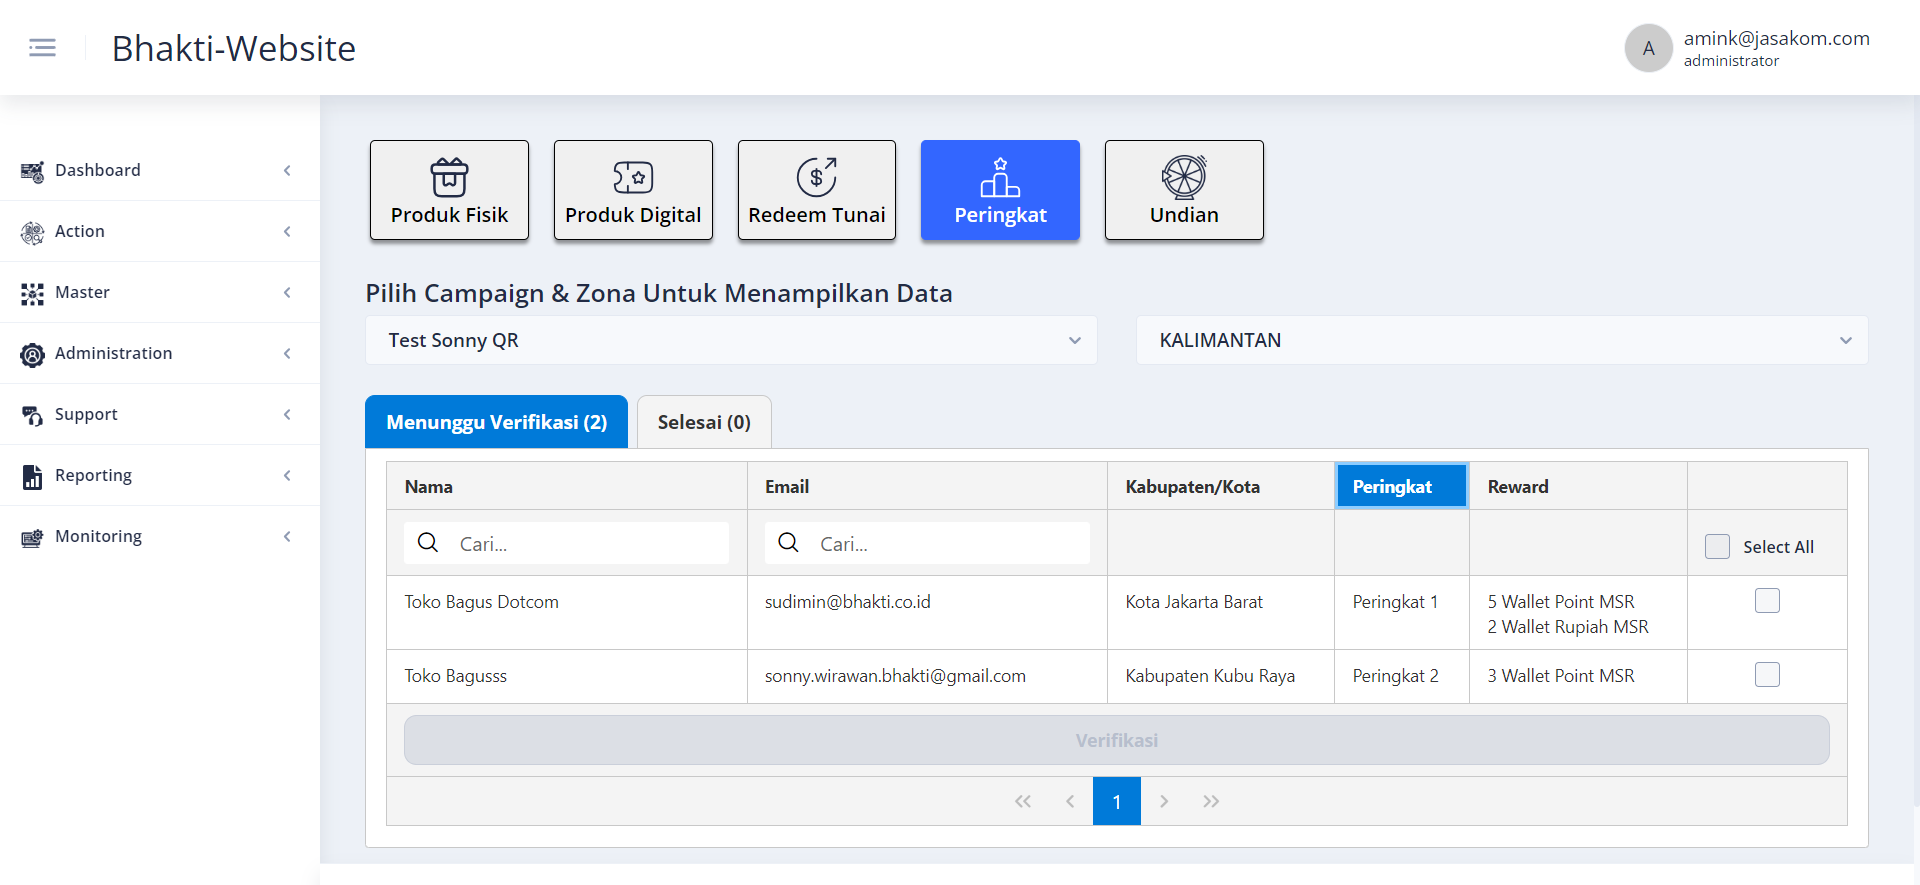 Bhakti-Website
A
amink@jasakom.com
administrator
Dashboard
Action
Master
Administration
Support
Reporting
Monitoring
Produk Fisik
Produk Digital
Redeem Tunai
Peringkat
Undian
Pilih Campaign & Zona Untuk Menampilkan Data
Test Sonny QR
KALIMANTAN
Menunggu Verifikasi (2)
Selesai (0)
Nama Email Kabupaten/Kota Peringkat Reward
Cari... Cari... Select All
Toko Bagus Dotcom sudimin@bhakti.co.id Kota Jakarta Barat Peringkat 1 5 Wallet Point MSR
2 Wallet Rupiah MSR
Toko Bagusss sonny.wirawan.bhakti@gmail.com Kabupaten Kubu Raya Peringkat 2 3 Wallet Point MSR
Verifikasi
1